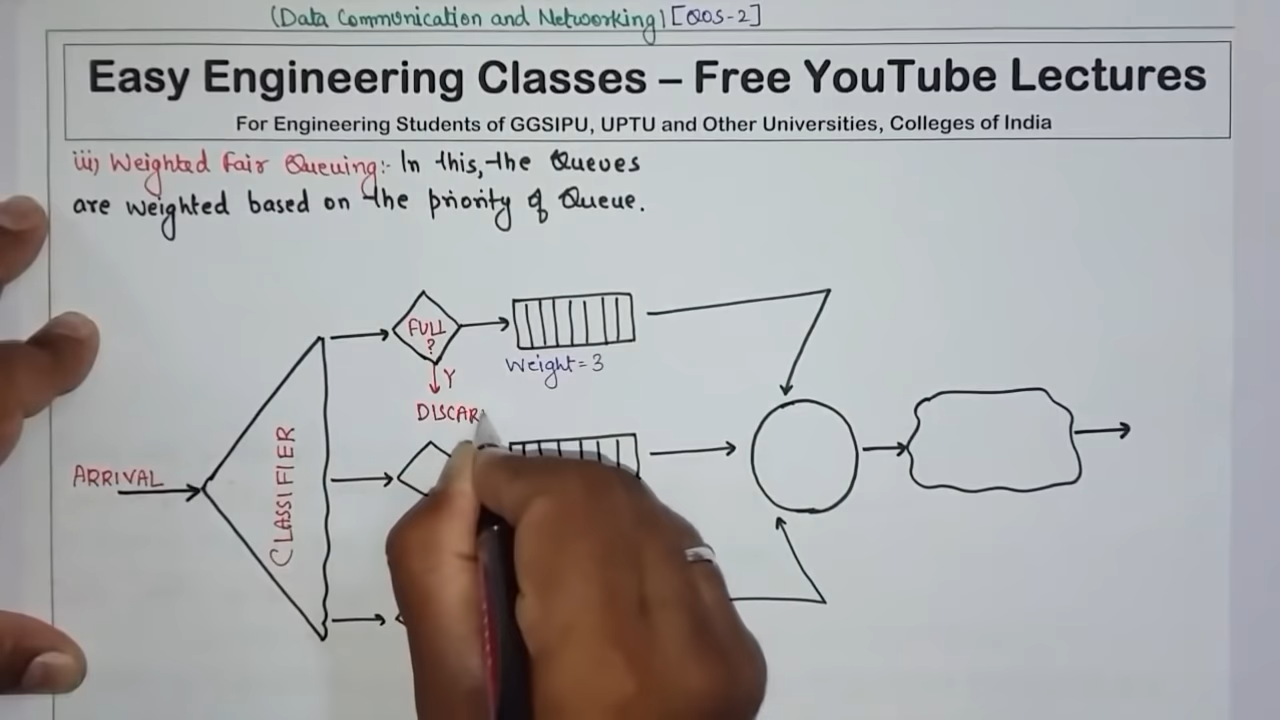 (Data Communication and Networking) [QOS-2]
Easy Engineering Classes – Free YouTube Lectures
For Engineering Students of GGSIPU, UPTU and Other Universities, Colleges of India
iii) Weighted Fair Queuing:- In this, the Queues
are weighted based on the priority of Queue.
FULL
?
Weight=3
Y
DISCAR
ARRIVAL
CLASSIFIER